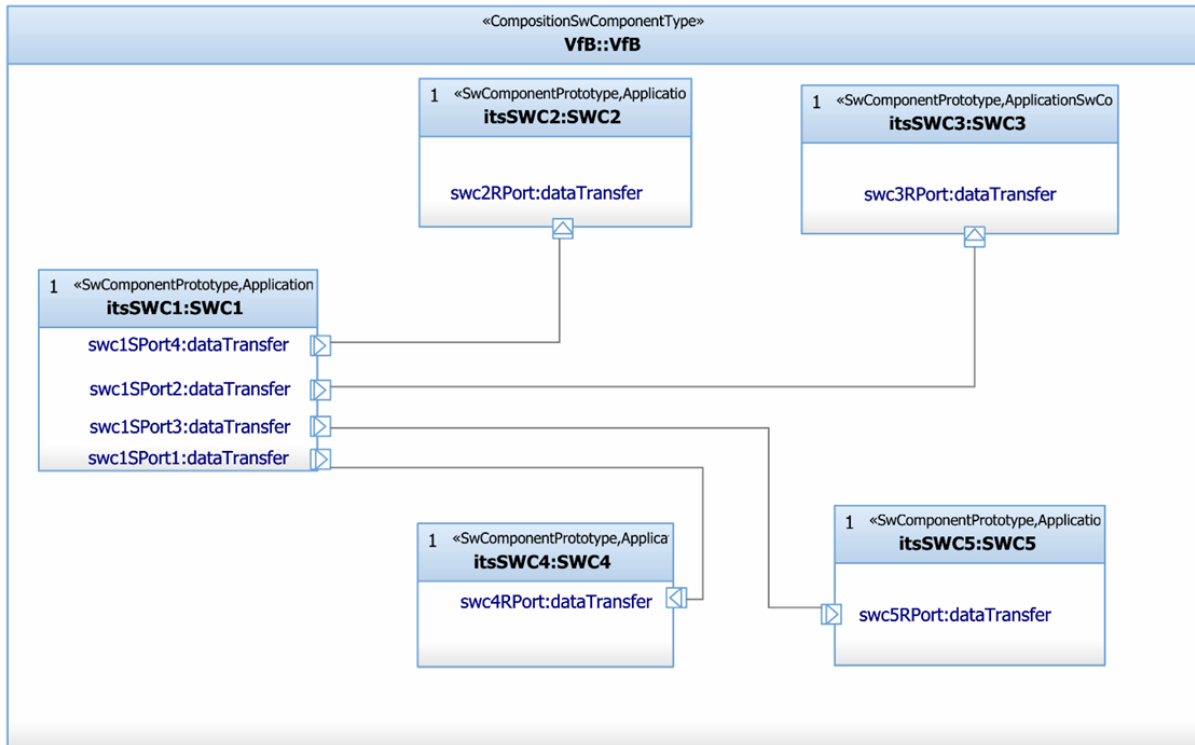 «CompositionSwComponentType»
VfB::VfB
1 «SwComponentPrototype,Applicatio
itsSWC2:SWC2
swc2RPort:dataTransfer
1 «SwComponentPrototype,ApplicationSwCo
itsSWC3:SWC3
swc3RPort:dataTransfer
1 «SwComponentPrototype,Application
itsSWC1:SWC1
swc1SPort4:dataTransfer
swc1SPort2:dataTransfer
swc1SPort3:dataTransfer
swc1SPort1:dataTransfer
1 «SwComponentPrototype,Applica
itsSWC4:SWC4
swc4RPort:dataTransfer
1 «SwComponentPrototype,Applicatio
itsSWC5:SWC5
swc5RPort:dataTransfer